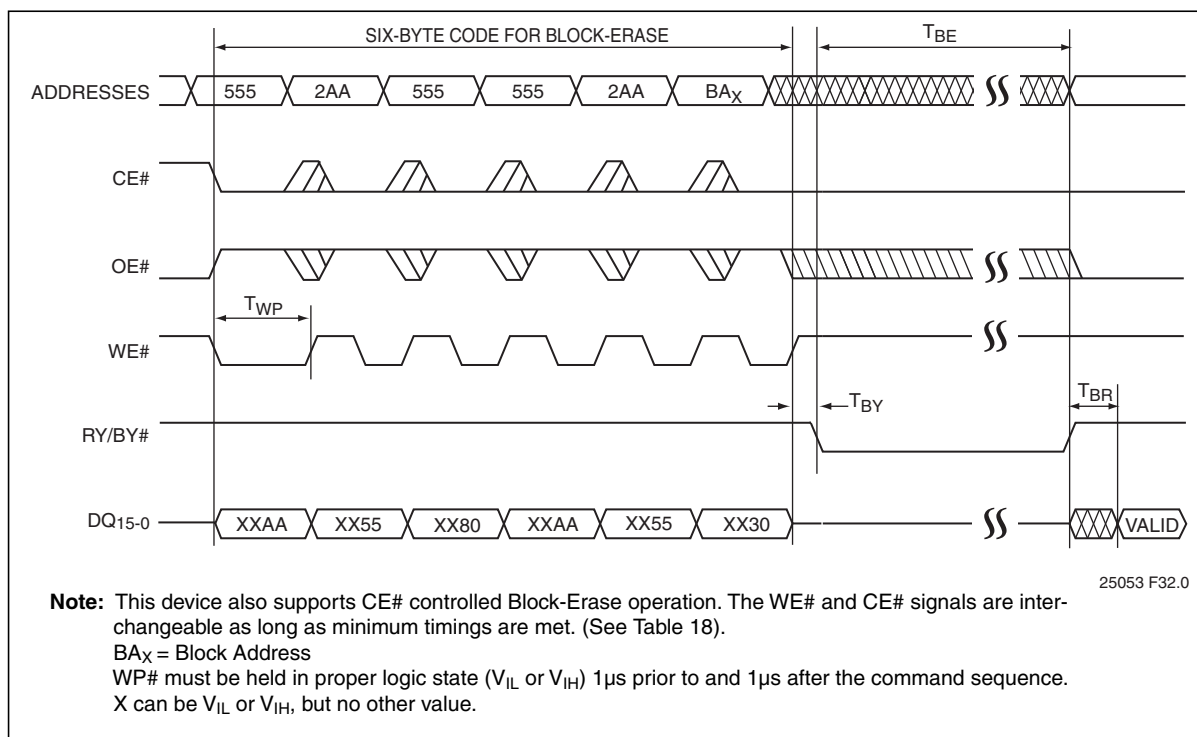 SIX-BYTE CODE FOR BLOCK-ERASE
TBE
ADDRESSES 555 2AA 555 555 2AA BAX
CE#
OE#
TWP
WE#
TBY
TBR
RY/BY#
DQ15-0 XXAA XX55 XX80 XXAA XX55 XX30 VALID
25053 F32.0
Note: This device also supports CE# controlled Block-Erase operation. The WE# and CE# signals are inter-
changeable as long as minimum timings are met. (See Table 18).
BAX = Block Address
WP# must be held in proper logic state (VIL or VIH) 1µs prior to and 1µs after the command sequence.
X can be VIL or VIH, but no other value.